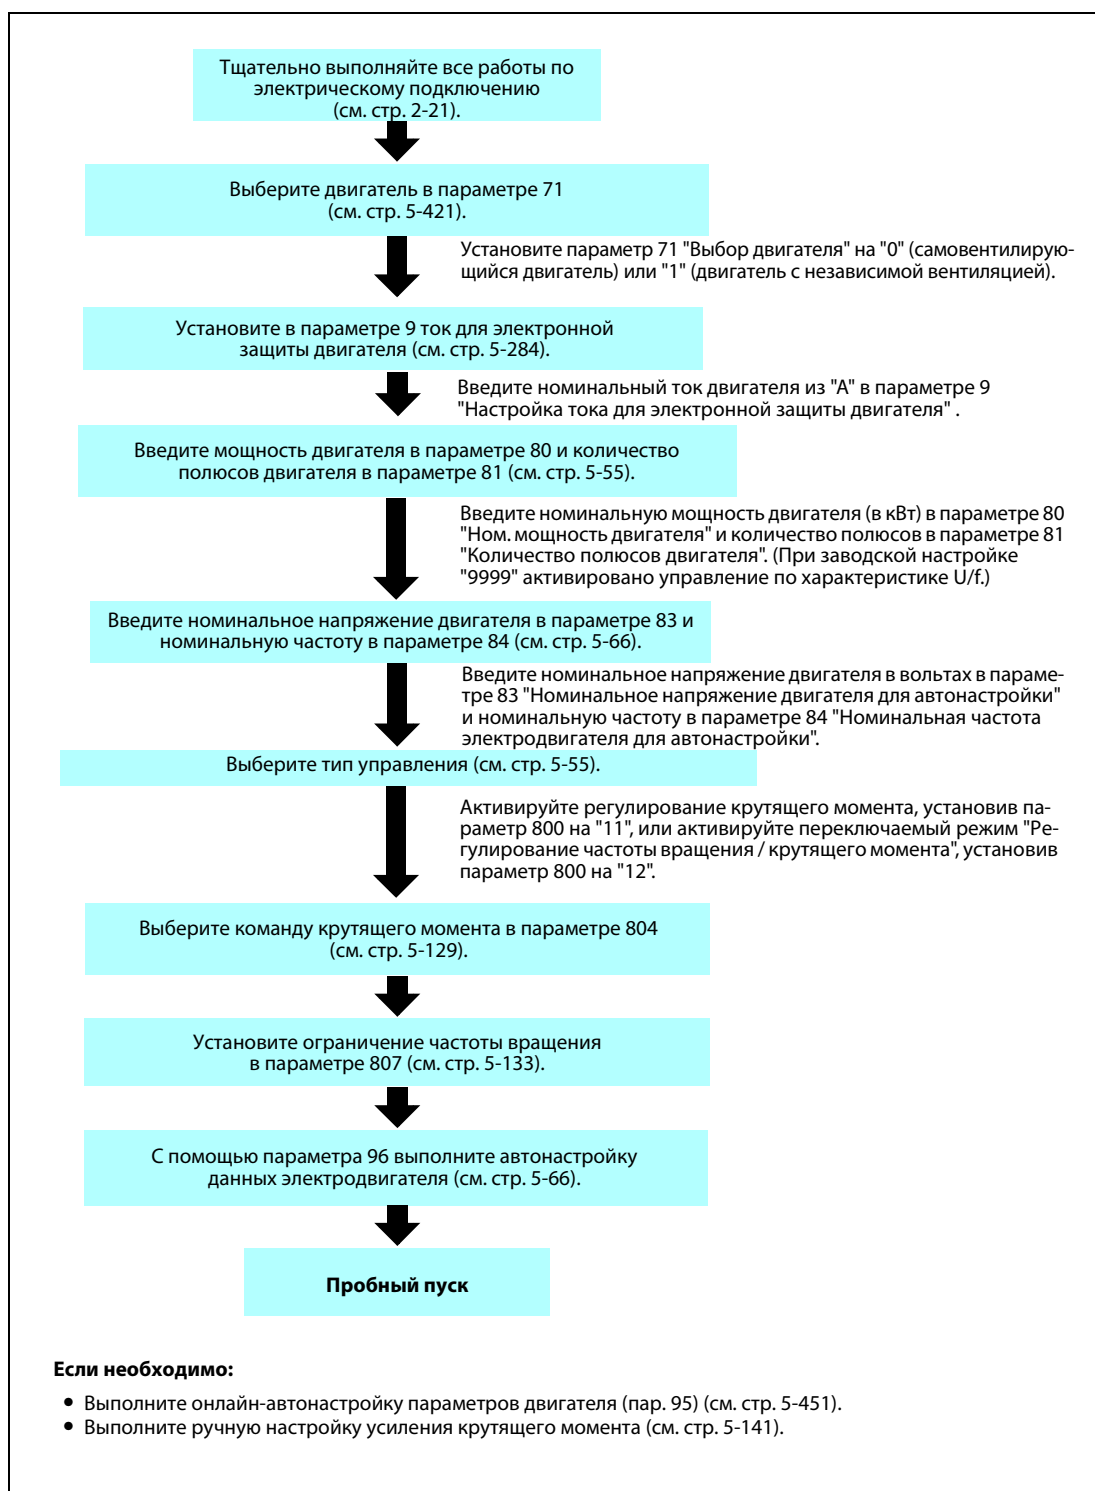 Тщательно выполняйте все работы по
электрическому подключению
(см. стр. 2-21).
Выберите двигатель в параметре 71
(см. стр. 5-421).
Установите параметр 71 "Выбор двигателя" на "0" (самовентилирую-
щийся двигатель) или "1" (двигатель с независимой вентиляцией).
Установите в параметре 9 ток для электронной
защиты двигателя (см. стр. 5-284).
Введите номинальный ток двигателя из "А" в параметре 9
"Настройка тока для электронной защиты двигателя" .
Введите мощность двигателя в параметре 80 и количество
полюсов двигателя в параметре 81 (см. стр. 5-55).
Введите номинальную мощность двигателя (в кВт) в параметре 80
"Ном. мощность двигателя" и количество полюсов в параметре 81
"Количество полюсов двигателя". (При заводской настройке
"9999" активировано управление по характеристике U/f.)
Введите номинальное напряжение двигателя в параметре 83 и
номинальную частоту в параметре 84 (см. стр. 5-66).
Введите номинальное напряжение двигателя в вольтах в параме-
тре 83 "Номинальное напряжение двигателя для автонастройки"
и номинальную частоту в параметре 84 "Номинальная частота
электродвигателя для автонастройки".
Выберите тип управления (см. стр. 5-55).
Активируйте регулирование крутящего момента, установив па-
раметр 800 на "11", или активируйте переключаемый режим "Ре-
гулирование частоты вращения / крутящего момента", установив
параметр 800 на "12".
Выберите команду крутящего момента в параметре 804
(см. стр. 5-129).
Установите ограничение частоты вращения
в параметре 807 (см. стр. 5-133).
С помощью параметра 96 выполните автонастройку
данных электродвигателя (см. стр. 5-66).
Пробный пуск
Если необходимо:
● Выполните онлайн-автонастройку параметров двигателя (пар. 95) (см. стр. 5-451).
● Выполните ручную настройку усиления крутящего момента (см. стр. 5-141).